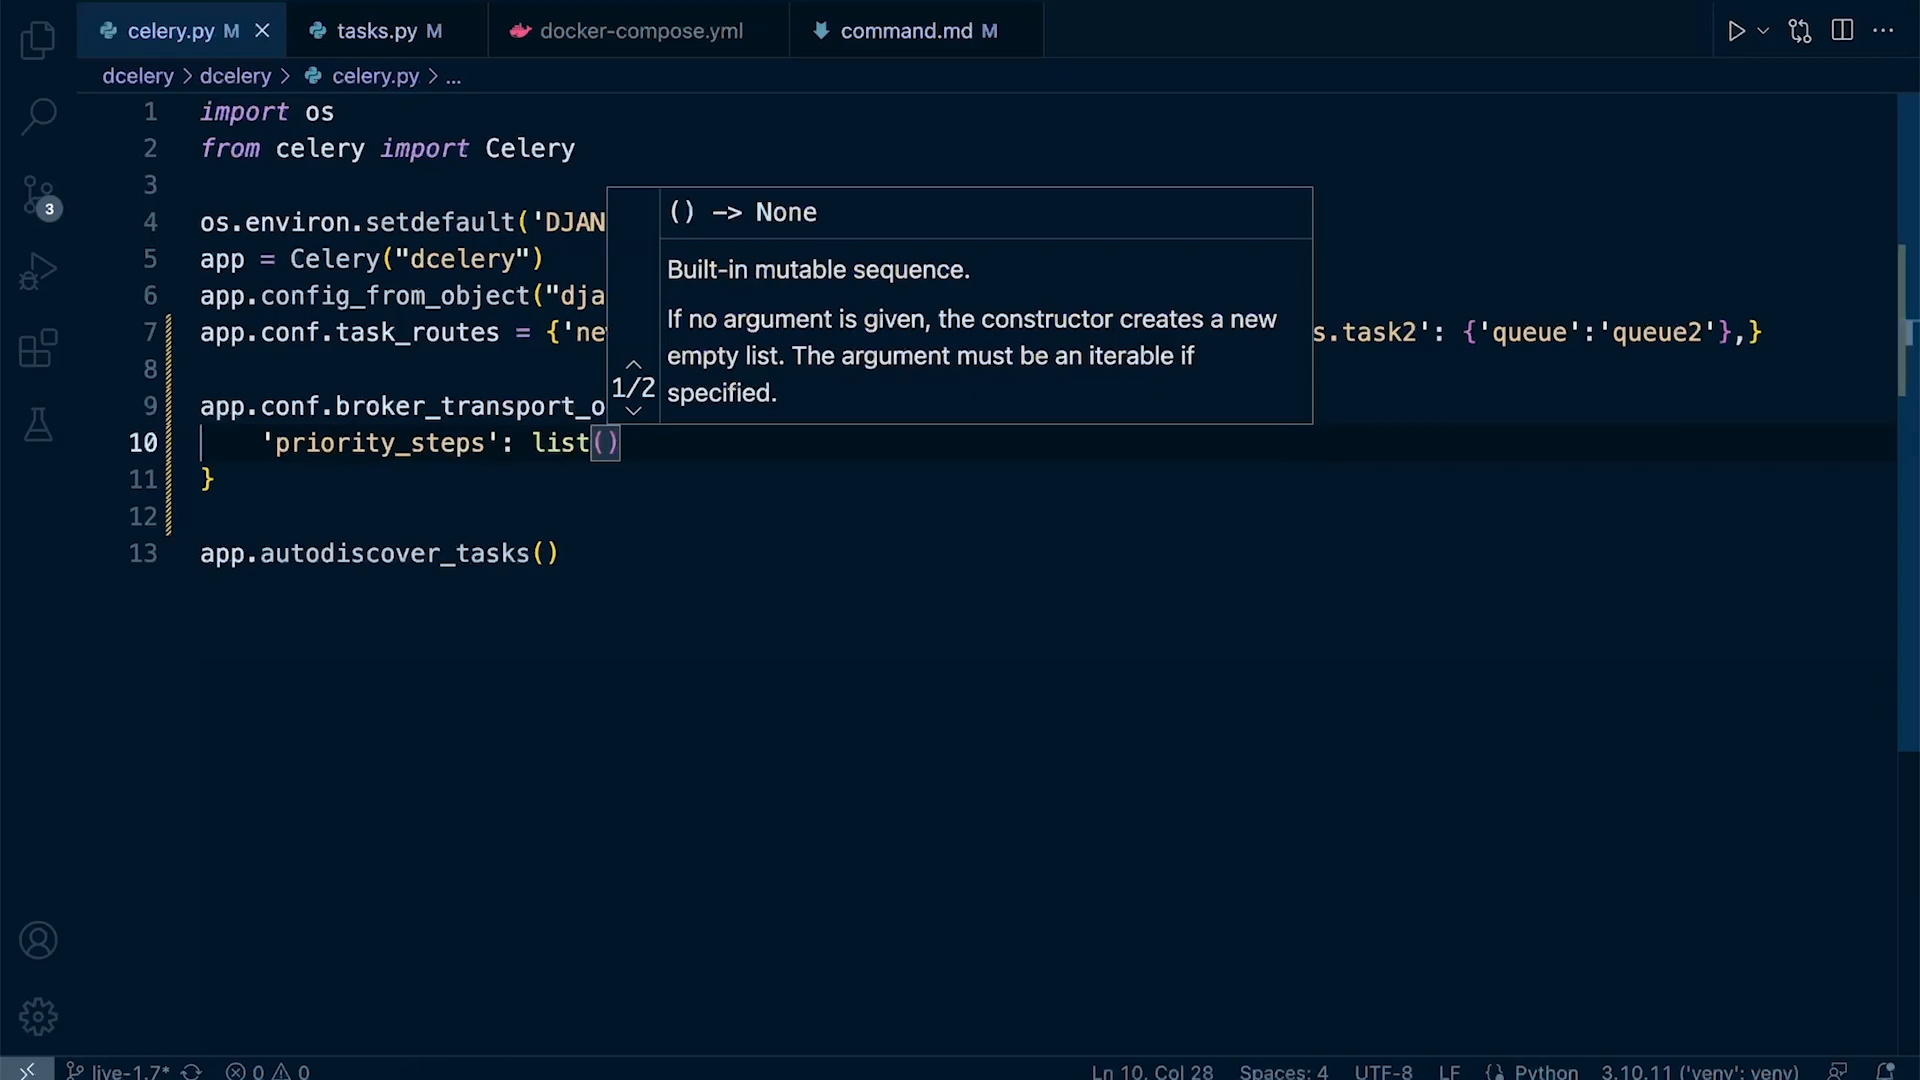 celery.py M
tasks.py M
docker-compose.yml
command.md M
dcelery > dcelery > celery.py > ...
1 import os
2 from celery import Celery
3
4 os.environ.setdefault('DJAN
5 app = Celery("dcelery")
6 app.config_from_object("dja
7 app.conf.task_routes = {'ne s.task2': {'queue':'queue2'},}
8
9 app.conf.broker_transport_o
10 'priority_steps': list()
11 }
12
13 app.autodiscover_tasks()
() -> None
Built-in mutable sequence.
If no argument is given, the constructor creates a new
empty list. The argument must be an iterable if
specified.
1/2
3
live-1.7* 0 0 Ln 10, Col 28 Spaces: 4 UTF-8 LF Python 3.10.11 ('venv': venv)